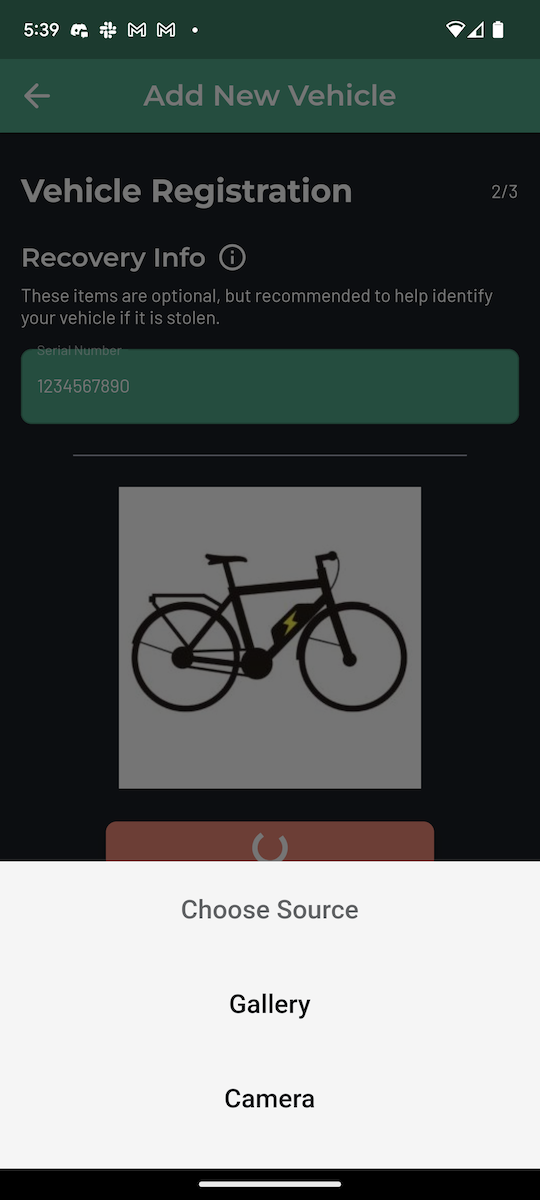 5:39
Add New Vehicle
Vehicle Registration
2/3
Recovery Info
These items are optional, but recommended to help identify
your vehicle if it is stolen.
Serial Number
1234567890
Choose Source
Gallery
Camera